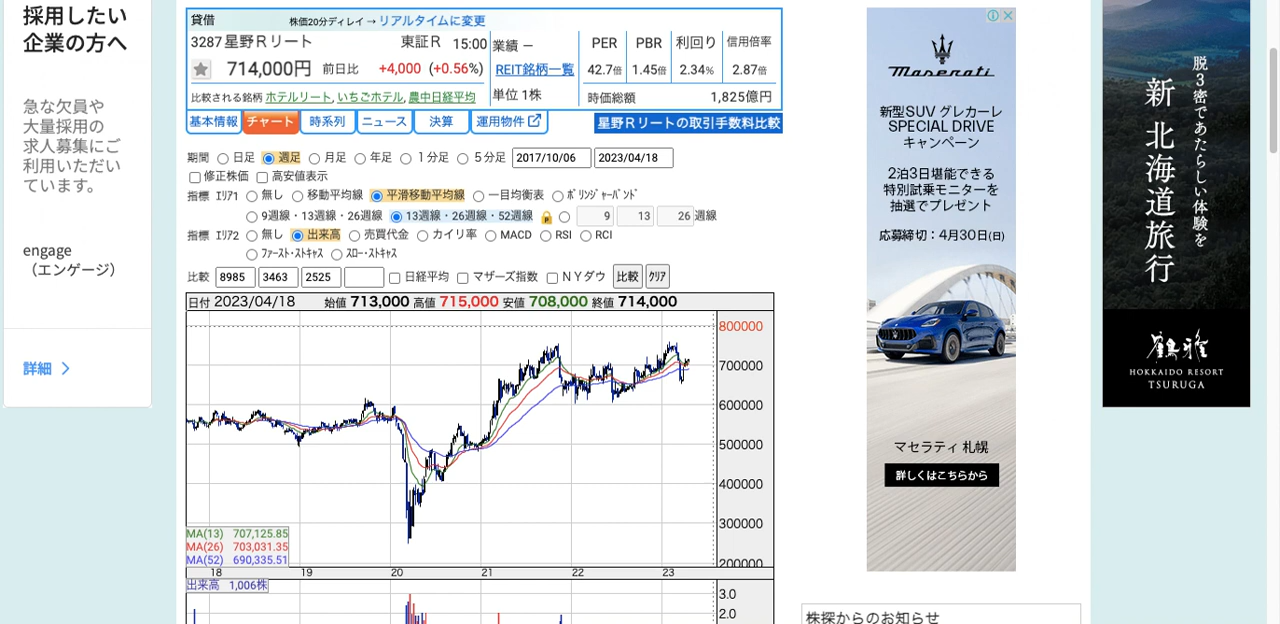 採用したい
企業の方へ
急な欠員や
大量採用の
求人募集にご
利用いただい
ています。
engage
（エンゲージ）
詳細
貸借
株価20分ディレイ → リアルタイムに変更
3287 星野Ｒリート 東証Ｒ 15:00
714,000円 前日比 +4,000 (+0.56%)
比較される銘柄 ホテルリート, いちごホテル, 農中日経平均
業績 －
REIT銘柄一覧
単位 1株
PER PBR 利回り 信用倍率
42.7倍 1.45倍 2.34% 2.87倍
時価総額 1,825億円
基本情報 チャート 時系列 ニュース 決算 運用物件
星野Ｒリートの取引手数料比較
期間 日足 週足 月足 年足 １分足 ５分足 2017/10/06 2023/04/18
修正株価 高安値表示
指標 ｴﾘｱ1 無し 移動平均線 平滑移動平均線 一目均衡表 ﾎﾞﾘﾝｼﾞｬｰﾊﾞﾝﾄﾞ
9週線・13週線・26週線 13週線・26週線・52週線 9 13 26 週線
指標 ｴﾘｱ2 無し 出来高 売買代金 カイリ率 MACD RSI RCI
ﾌｧｰｽﾄ・ｽﾄｷｬｽ ｽﾛｰ・ｽﾄｷｬｽ
比較 8985 3463 2525 日経平均 マザーズ指数 ＮＹダウ 比較 ｸﾘｱ
日付 2023/04/18 始値 713,000 高値 715,000 安値 708,000 終値 714,000
800000
700000
600000
500000
400000
300000
200000
MA(13) 707,125.85
MA(26) 703,031.35
MA(52) 690,335.51
18 19 20 21 22 23
出来高 1,006株
3.0
2.0
Maserati
新型SUV グレカーレ
SPECIAL DRIVE
キャンペーン
2泊3日堪能できる
特別試乗モニターを
抽選でプレゼント
応募締切：4月30日(日)
マセラティ 札幌
詳しくはこちらから
株探からのお知らせ
脱3密であたらしい体験を
新 北海道旅行
鶴雅
HOKKAIDO RESORT
TSURUGA